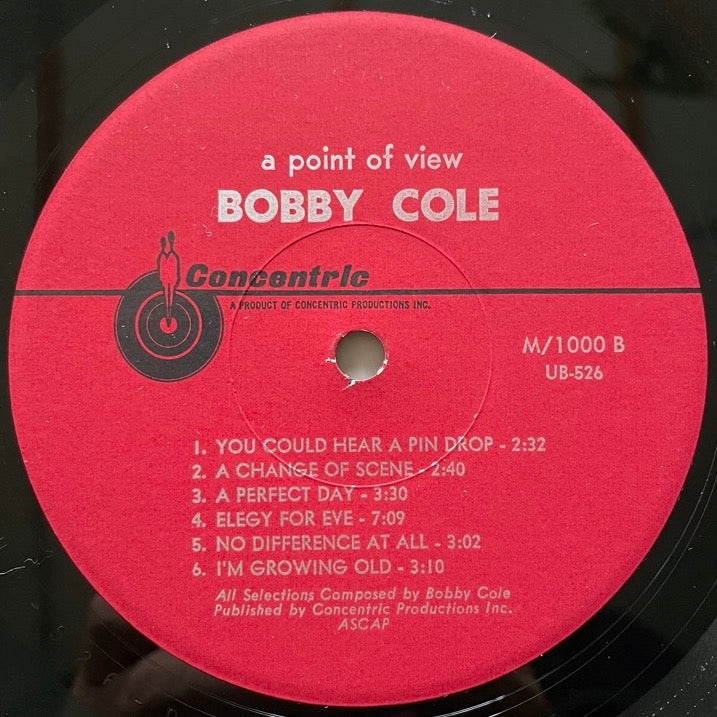 a point of view
BOBBY COLE
Concentric
A PRODUCT OF CONCENTRIC PRODUCTIONS INC.
M/1000 B
UB-526
1. YOU COULD HEAR A PIN DROP - 2:32
2. A CHANGE OF SCENE - 2:40
3. A PERFECT DAY - 3:30
4. ELEGY FOR EVE - 7:09
5. NO DIFFERENCE AT ALL - 3:02
6. I'M GROWING OLD - 3:10
All Selections Composed by Bobby Cole
Published by Concentric Productions Inc.
ASCAP